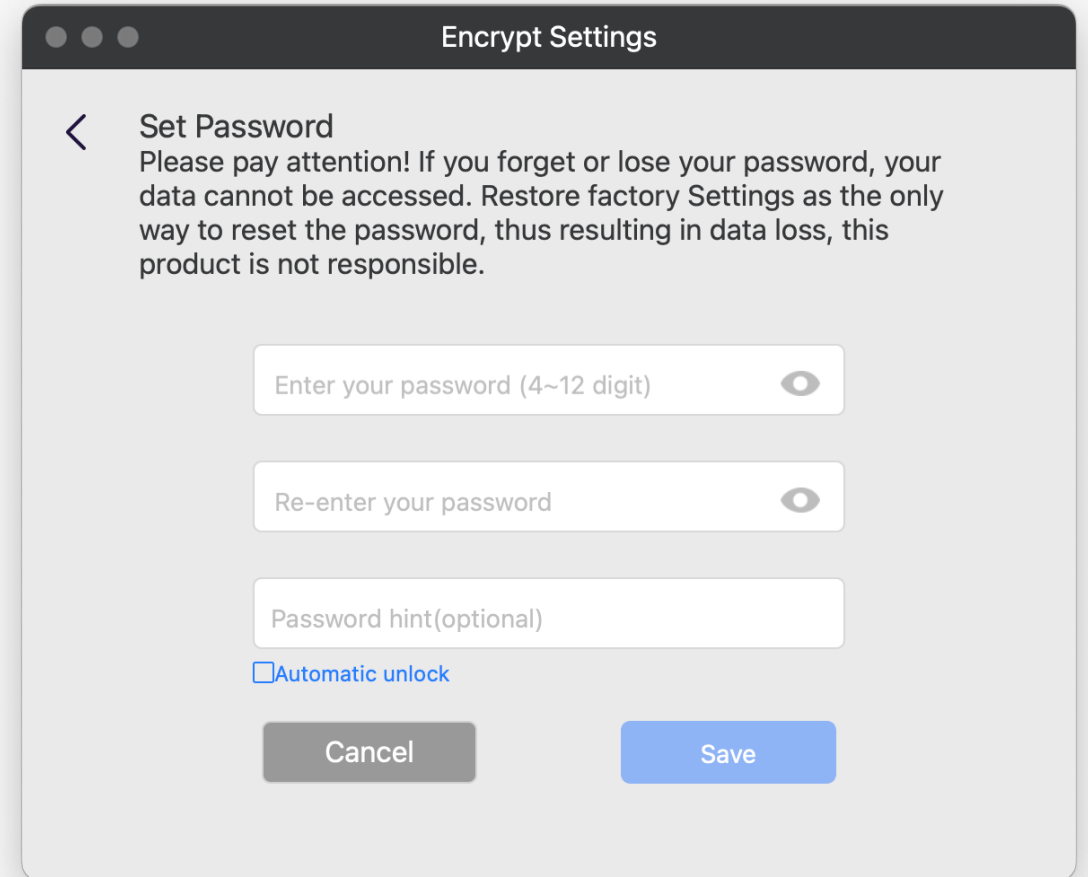 Encrypt Settings
Set Password
Please pay attention! If you forget or lose your password, your
data cannot be accessed. Restore factory Settings as the only
way to reset the password, thus resulting in data loss, this
product is not responsible.
Enter your password (4~12 digit)
Re-enter your password
Password hint(optional)
Automatic unlock
Cancel
Save